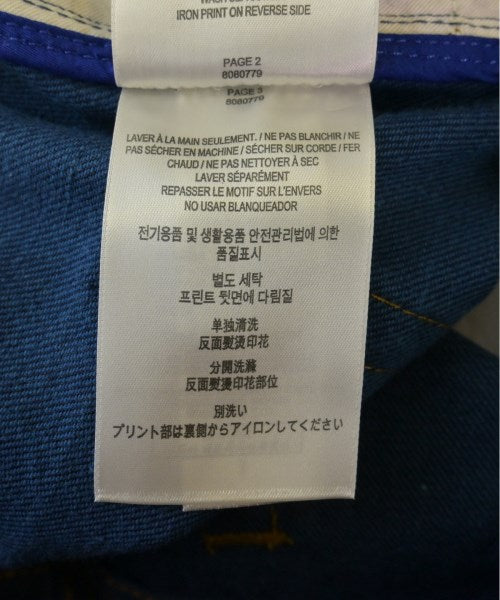 IRON PRINT ON REVERSE SIDE
PAGE 2
8080779
PAGE 3
8080779
LAVER À LA MAIN SEULEMENT. / NE PAS BLANCHIR / NE
PAS SÉCHER EN MACHINE / SÉCHER SUR CORDE / FER
CHAUD / NE PAS NETTOYER À SEC
LAVER SÉPARÉMENT
REPASSER LE MOTIF SUR L'ENVERS
NO USAR BLANQUEADOR
전기용품 및 생활용품 안전관리법에 의한
품질표시
별도 세탁
프린트 뒷면에 다림질
单独清洗
反面熨烫印花
分開洗滌
反面熨燙印花部位
別洗い
プリント部は裏側からアイロンしてください